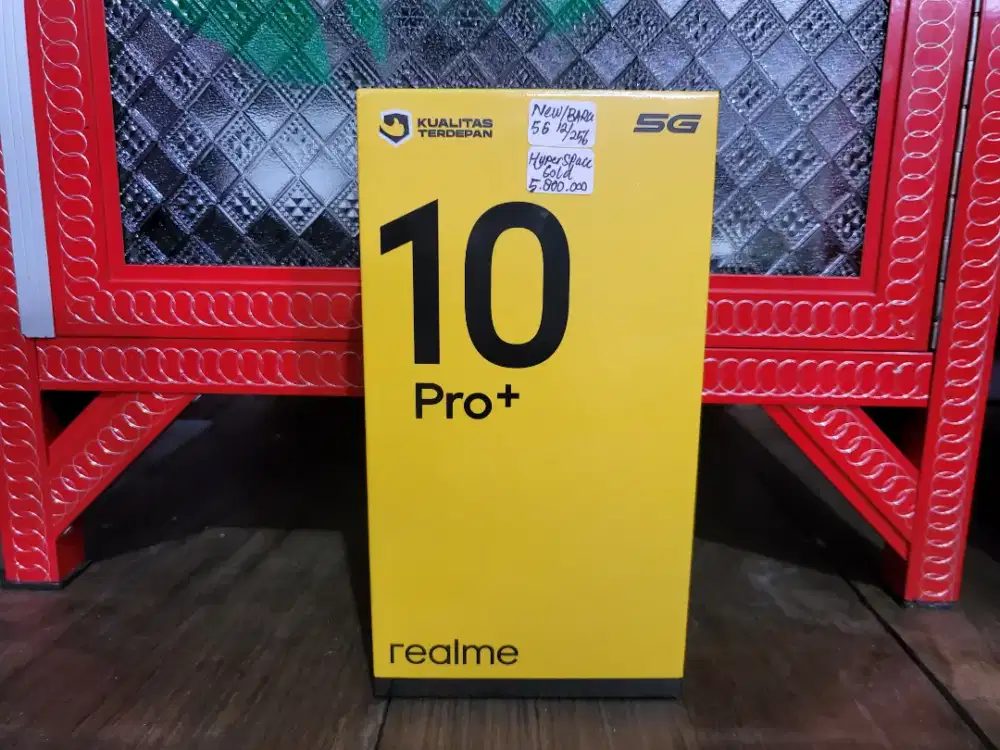 KUALITAS
TERDEPAN
New/BARU
5G 12/256
HyperSpace
Gold
5.800.000
5G
10
Pro+
realme